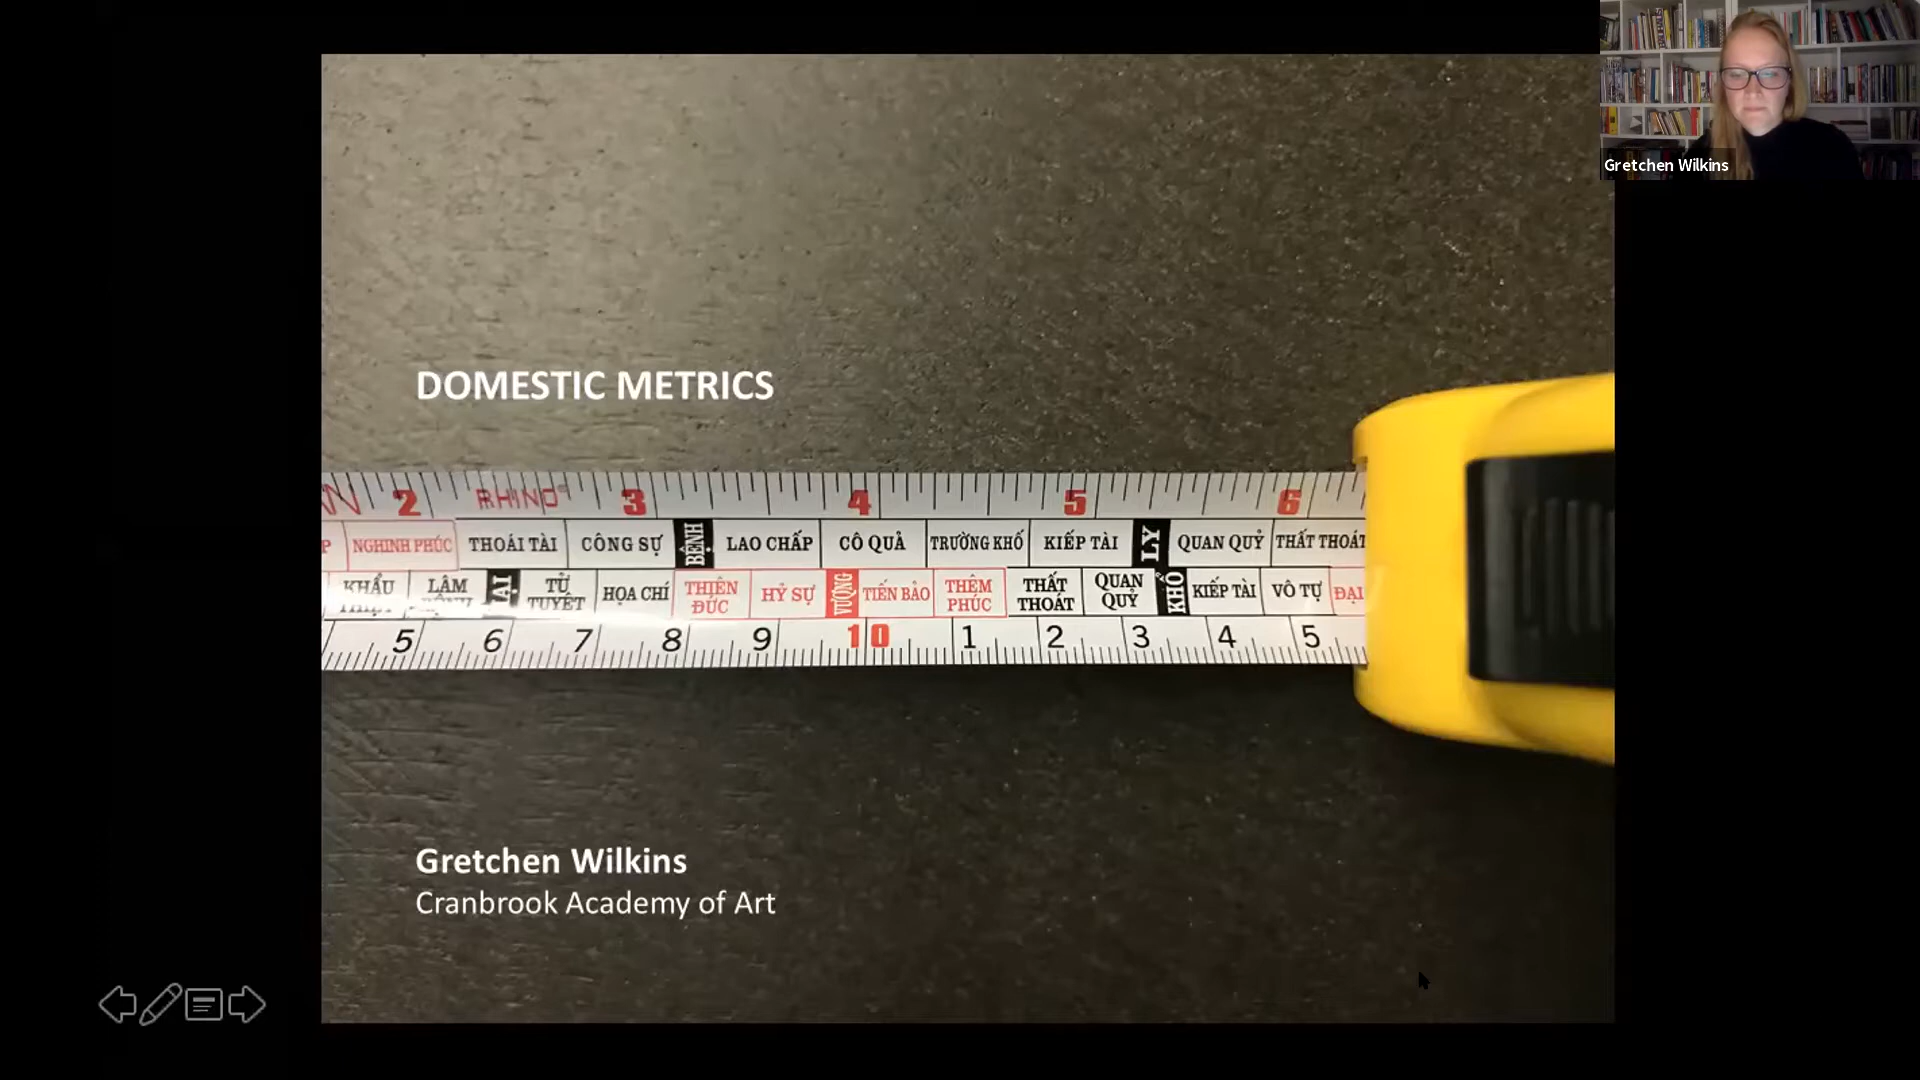 Gretchen Wilkins
DOMESTIC METRICS
2 RHINO® 3 4 5 6
NGHINH PHÚC THOÁI TÀI CÔNG SỰ BỆNH LAO CHẤP CÔ QUẢ TRƯỜNG KHỐ KIẾP TÀI LY QUAN QUỶ THẤT THOÁT
KHẨU LÂM TỪ TUYỆT HỌA CHÍ THIÊN ĐỨC HỶ SỰ VƯỢNG TIẾN BẢO THÊM PHÚC THẤT THOÁT QUAN QUỶ KHỔ KIẾP TÀI VÔ TỰ ĐẠI
5 6 7 8 9 10 1 2 3 4 5
Gretchen Wilkins
Cranbrook Academy of Art